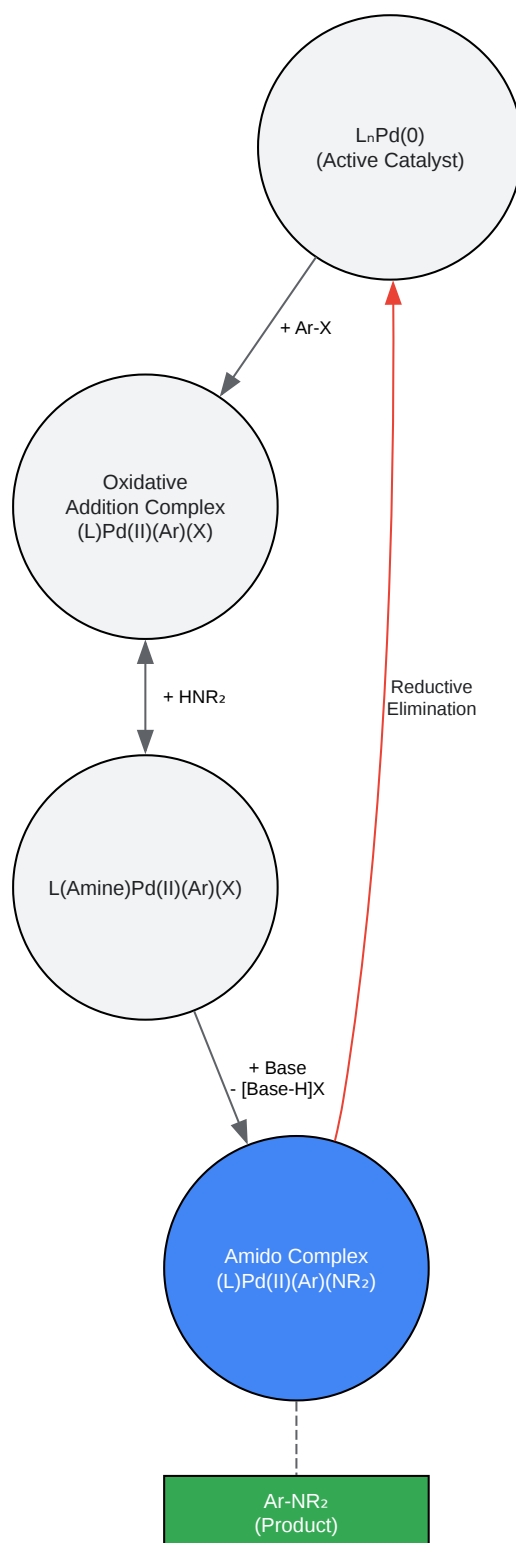 LₙPd(0)
(Active Catalyst)
+ Ar-X
Oxidative
Addition Complex
(L)Pd(II)(Ar)(X)
+ HNR₂
Reductive
Elimination
L(Amine)Pd(II)(Ar)(X)
+ Base
- [Base-H]X
Amido Complex
(L)Pd(II)(Ar)(NR₂)
Ar-NR₂
(Product)